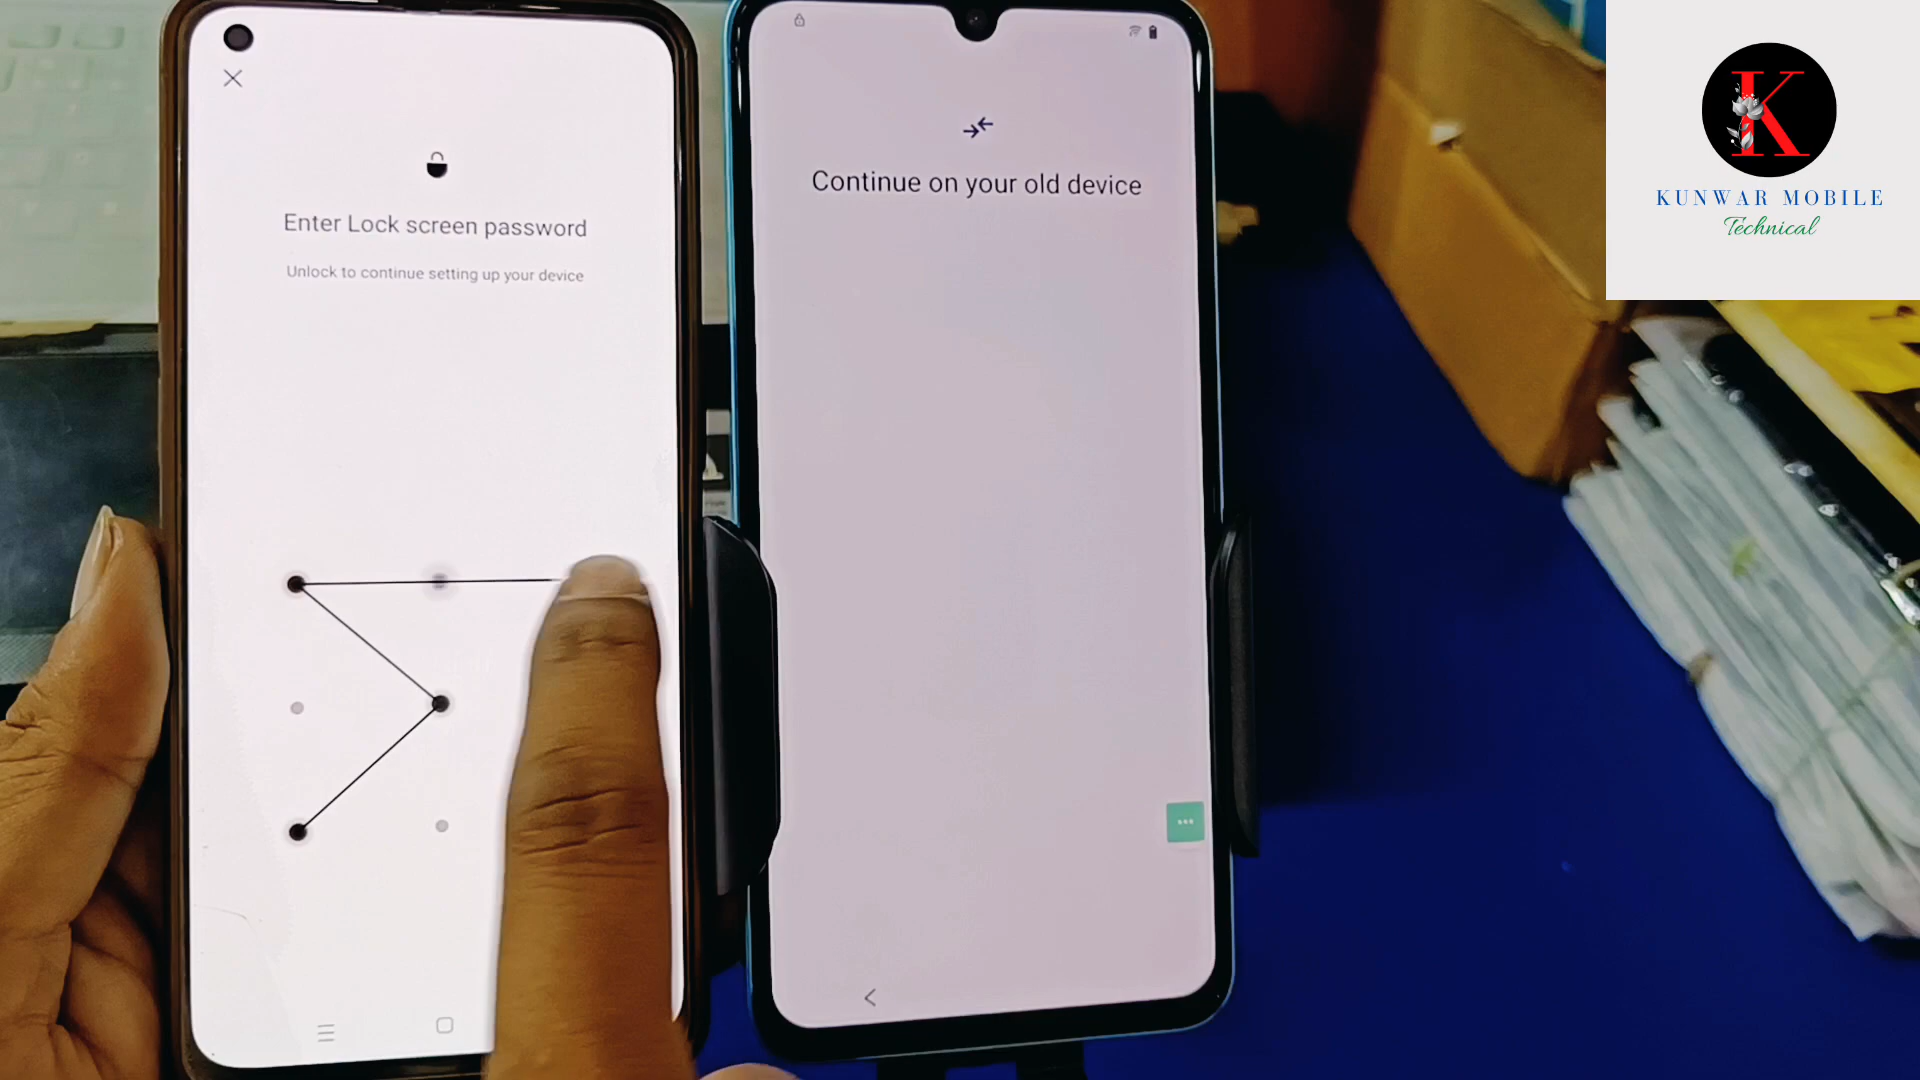 Enter Lock screen password
Unlock to continue setting up your device
Continue on your old device
K
KUNWAR MOBILE
Technical